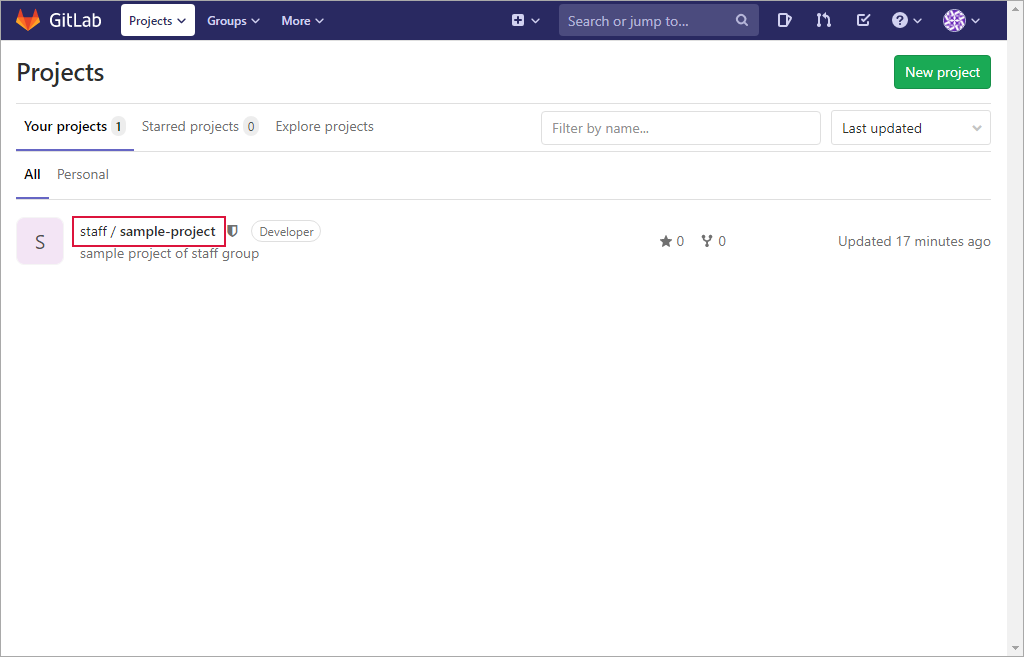 GitLab Projects Groups More Search or jump to...
Projects
New project
Your projects 1 Starred projects 0 Explore projects Filter by name... Last updated
All Personal
S
staff / sample-project Developer 0 0 Updated 17 minutes ago
sample project of staff group